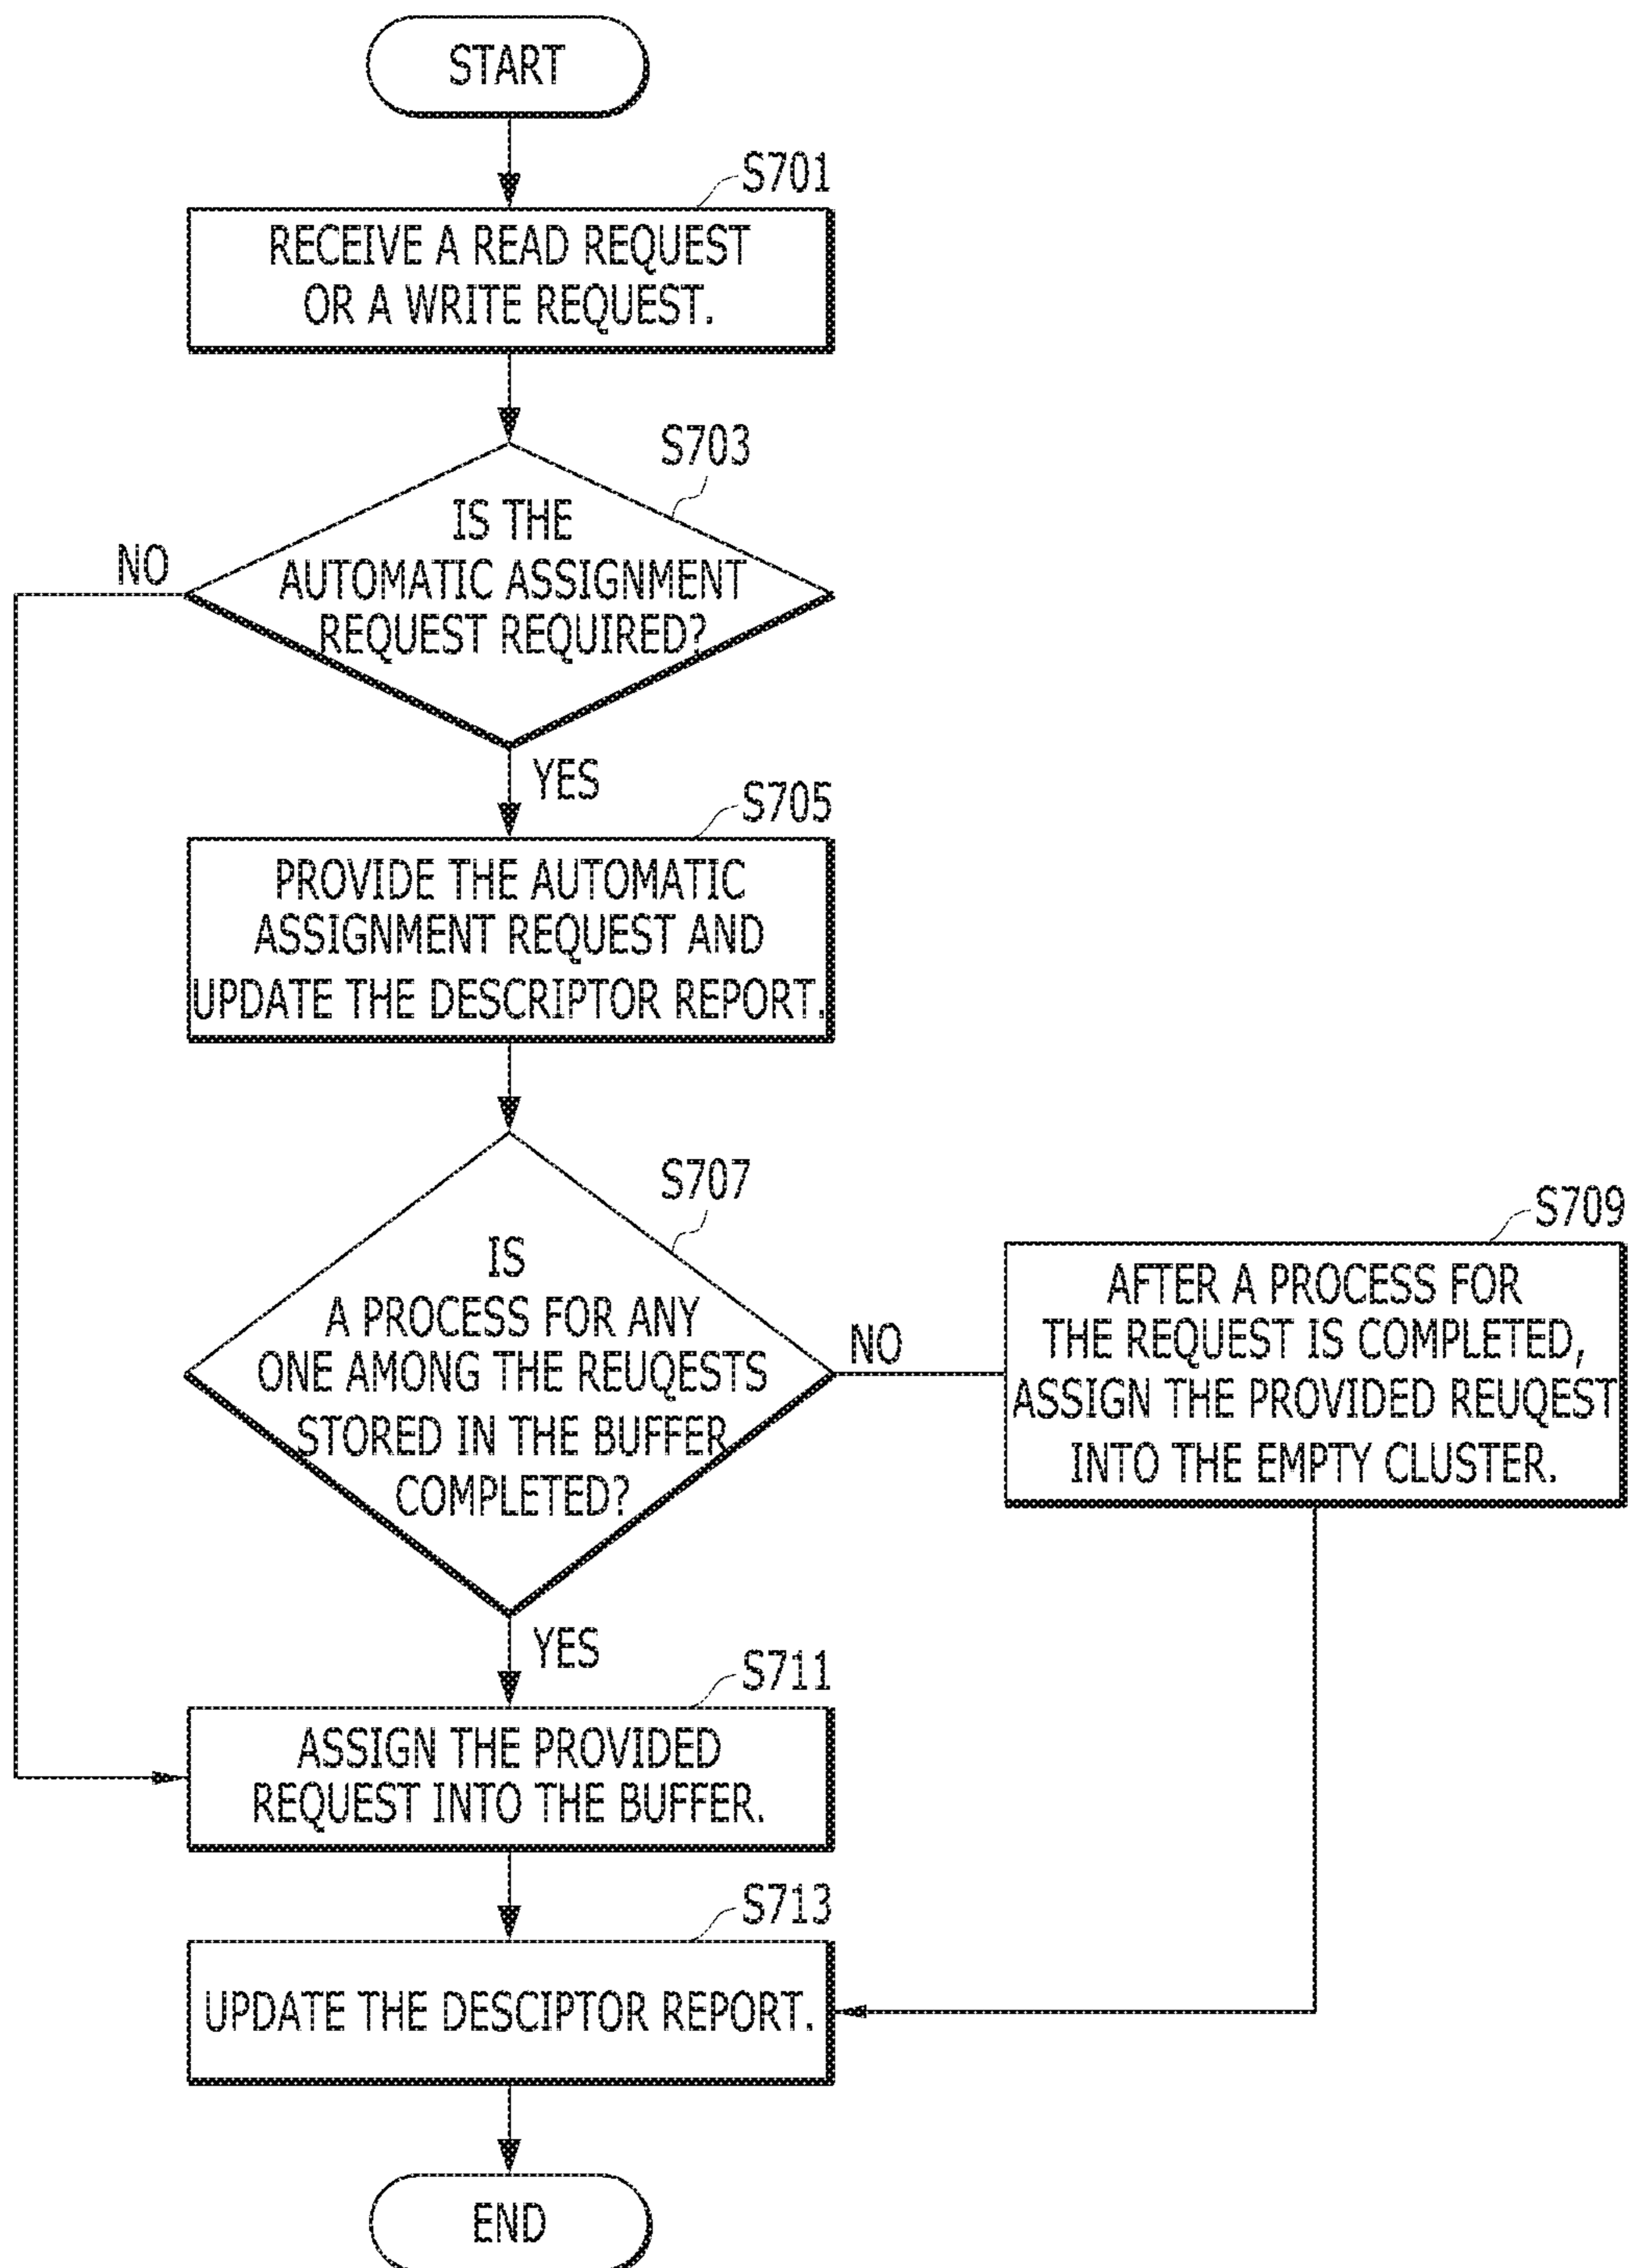 START
S701
RECEIVE A READ REQUEST
OR A WRITE REQUEST.
S703
IS THE
AUTOMATIC ASSIGNMENT
REQUEST REQUIRED?
NO
YES
S705
PROVIDE THE AUTOMATIC
ASSIGNMENT REQUEST AND
UPDATE THE DESCRIPTOR REPORT.
S707
IS
A PROCESS FOR ANY
ONE AMONG THE REUQESTS
STORED IN THE BUFFER
COMPLETED?
NO
S709
AFTER A PROCESS FOR
THE REQUEST IS COMPLETED,
ASSIGN THE PROVIDED REUQEST
INTO THE EMPTY CLUSTER.
YES
S711
ASSIGN THE PROVIDED
REQUEST INTO THE BUFFER.
S713
UPDATE THE DESCIPTOR REPORT.
END